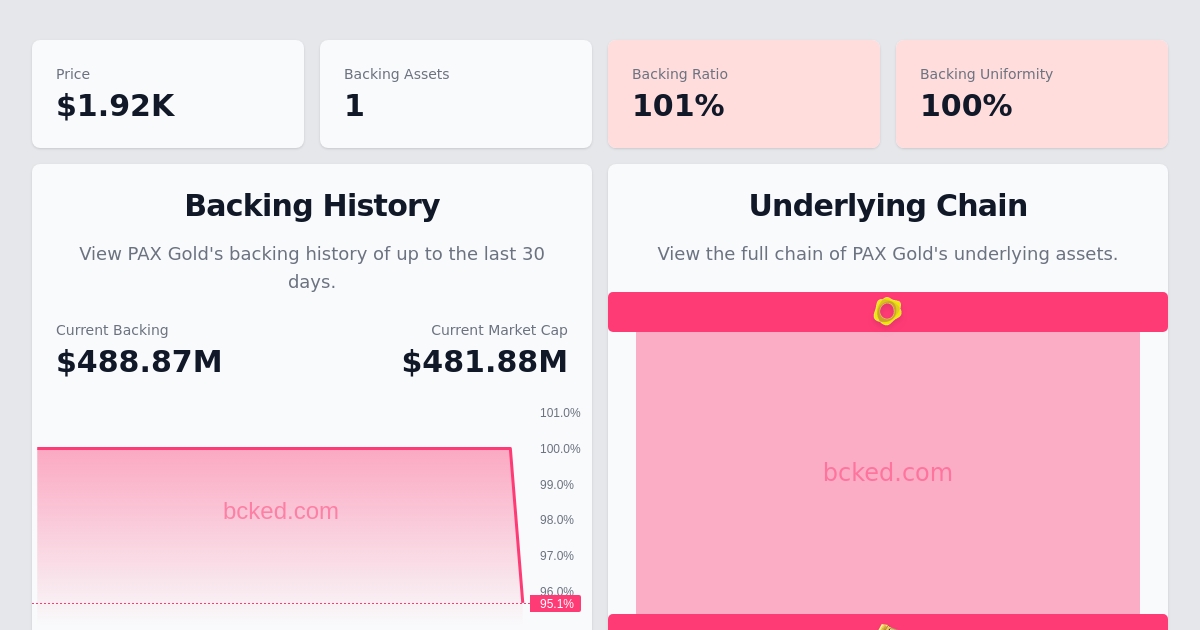 Price
$1.92K
Backing Assets
1
Backing Ratio
101%
Backing Uniformity
100%
Backing History
View PAX Gold's backing history of up to the last 30
days.
Current Backing
$488.87M
Current Market Cap
$481.88M
101.0%
100.0%
99.0%
98.0%
97.0%
96.0%
95.1%
bcked.com
Underlying Chain
View the full chain of PAX Gold's underlying assets.
bcked.com